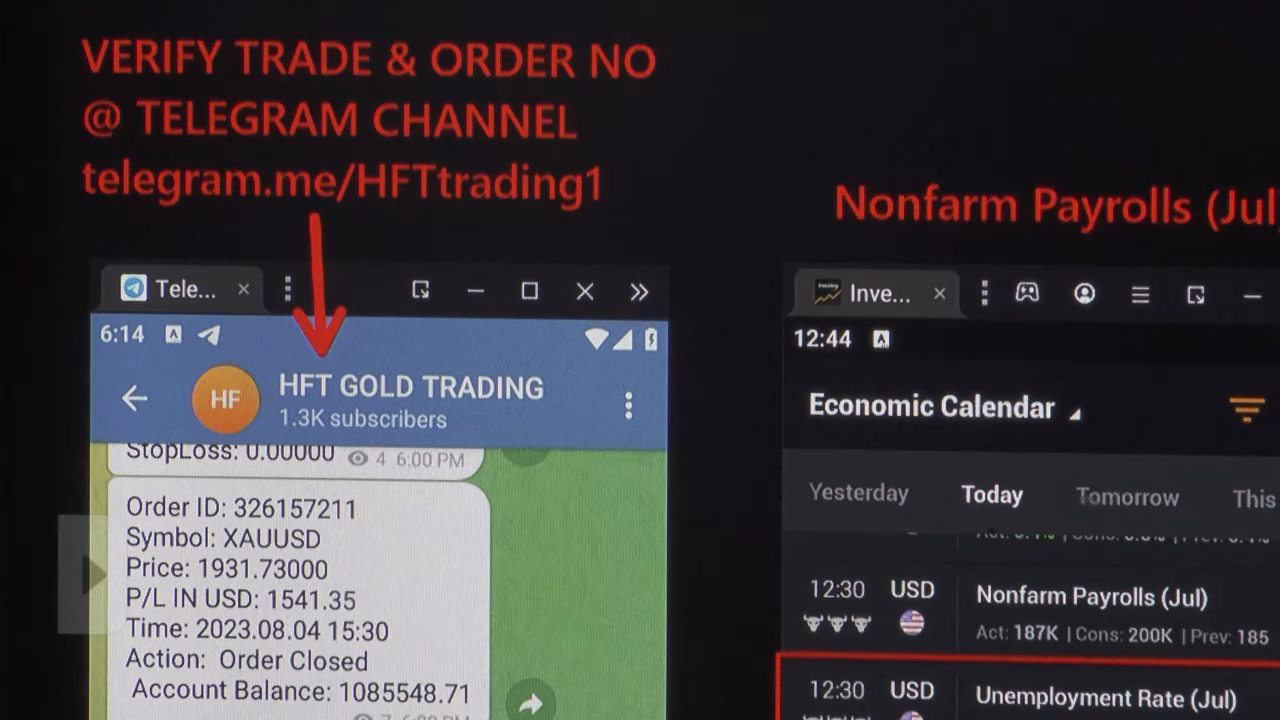 VERIFY TRADE & ORDER NO
@ TELEGRAM CHANNEL
telegram.me/HFTtrading1
Nonfarm Payrolls (Jul
Tele...
6:14
HF
HFT GOLD TRADING
1.3K subscribers
StopLoss: 0.00000 4 6:00 PM
Order ID: 326157211
Symbol: XAUUSD
Price: 1931.73000
P/L IN USD: 1541.35
Time: 2023.08.04 15:30
Action: Order Closed
Account Balance: 1085548.71
Inve...
12:44
Economic Calendar
Yesterday Today Tomorrow This
12:30 USD Nonfarm Payrolls (Jul)
Act: 187K | Cons: 200K | Prev: 185
12:30 USD Unemployment Rate (Jul)